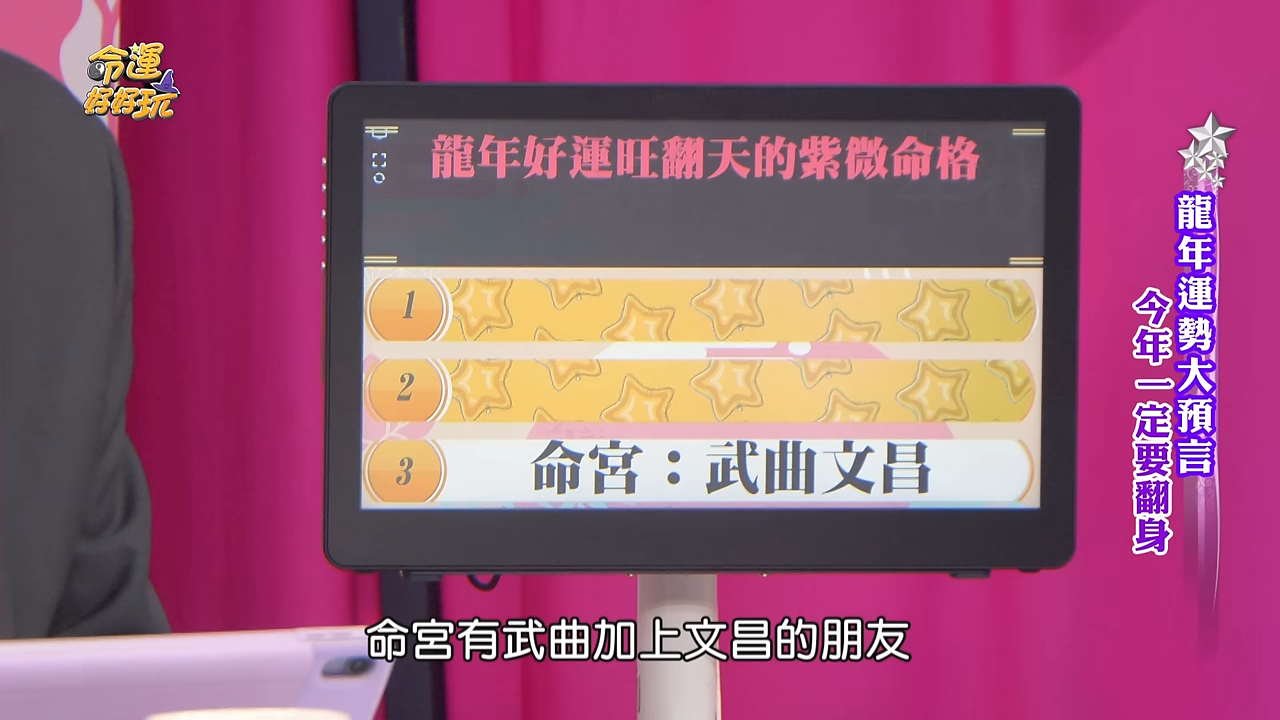 命運
好好玩
龍年好運旺翻天的紫微命格
1
2
3
命宮：武曲文昌
龍年運勢大預言
今年一定要翻身
命宮有武曲加上文昌的朋友